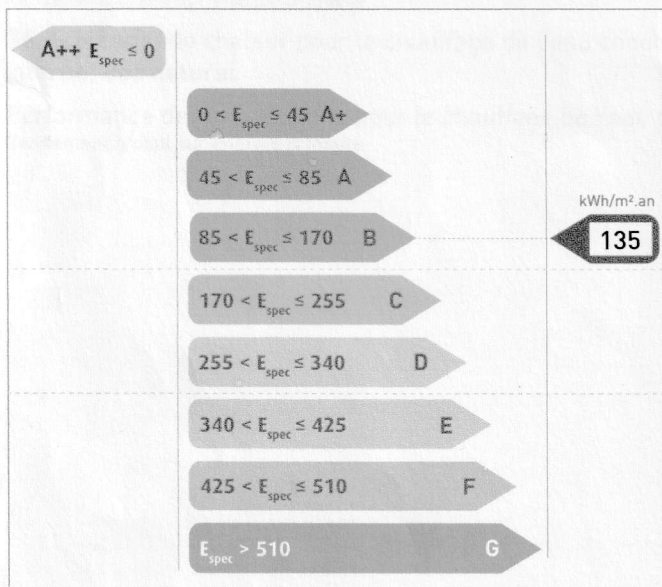 A++ Espec ≤ 0
0 < Espec ≤ 45 A+
45 < Espec ≤ 85 A
kWh/m².an
85 < Espec ≤ 170 B
135
170 < Espec ≤ 255 C
255 < Espec ≤ 340 D
340 < Espec ≤ 425 E
425 < Espec ≤ 510 F
Espec > 510 G